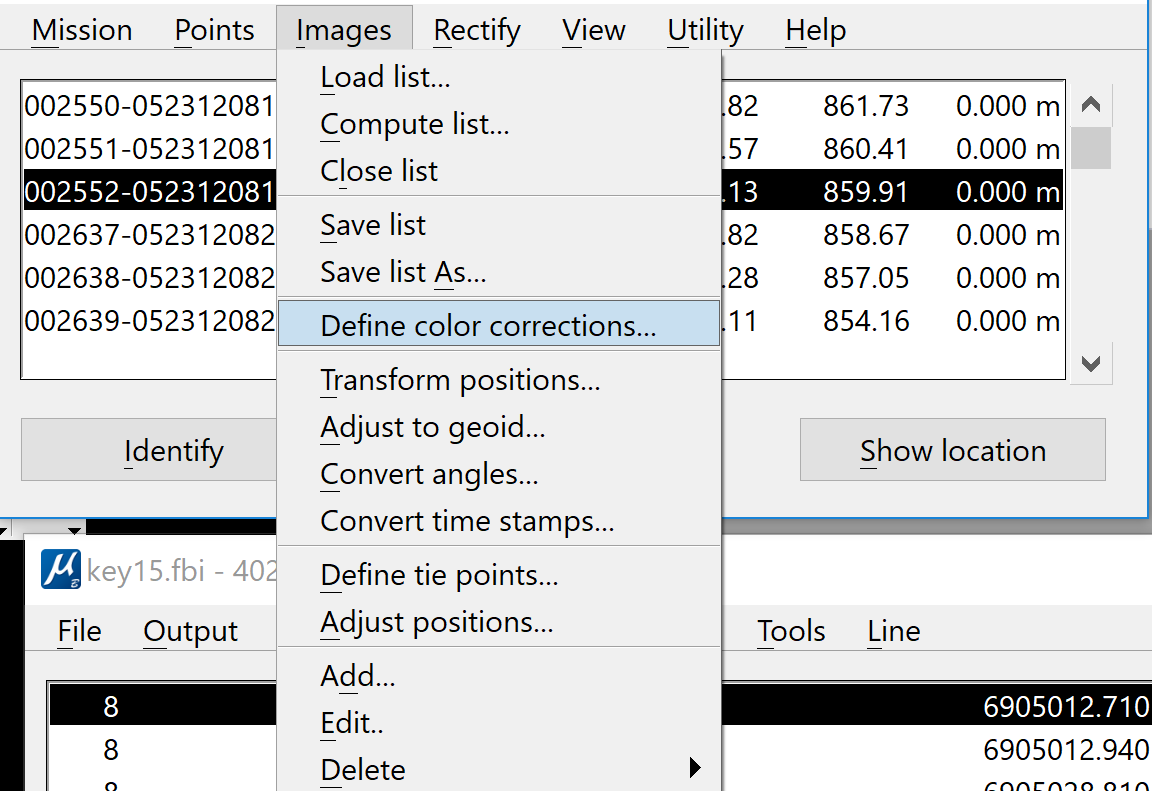 Mission Points Images Rectify View Utility Help
Load list...
002550-052312081 .82 861.73 0.000 m
Compute list...
002551-052312081 .57 860.41 0.000 m
Close list
002552-052312081 .13 859.91 0.000 m
Save list
002637-052312082 .82 858.67 0.000 m
Save list As...
002638-052312082 .28 857.05 0.000 m
Define color corrections...
002639-052312082 .11 854.16 0.000 m
Transform positions...
Adjust to geoid...
Identify Show location
Convert angles...
Convert time stamps...
Define tie points...
key15.fbi - 402
Adjust positions...
File Output Tools Line
Add...
8 6905012.710
Edit..
8 6905012.940
Delete